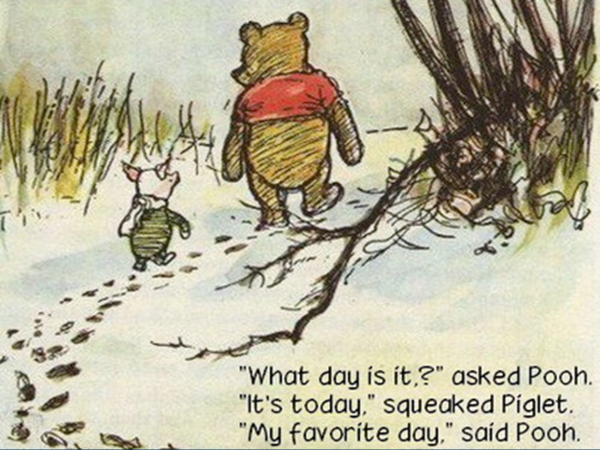 "What day is it,?" asked Pooh.
"It's today," squeaked Piglet.
"My favorite day," said Pooh.